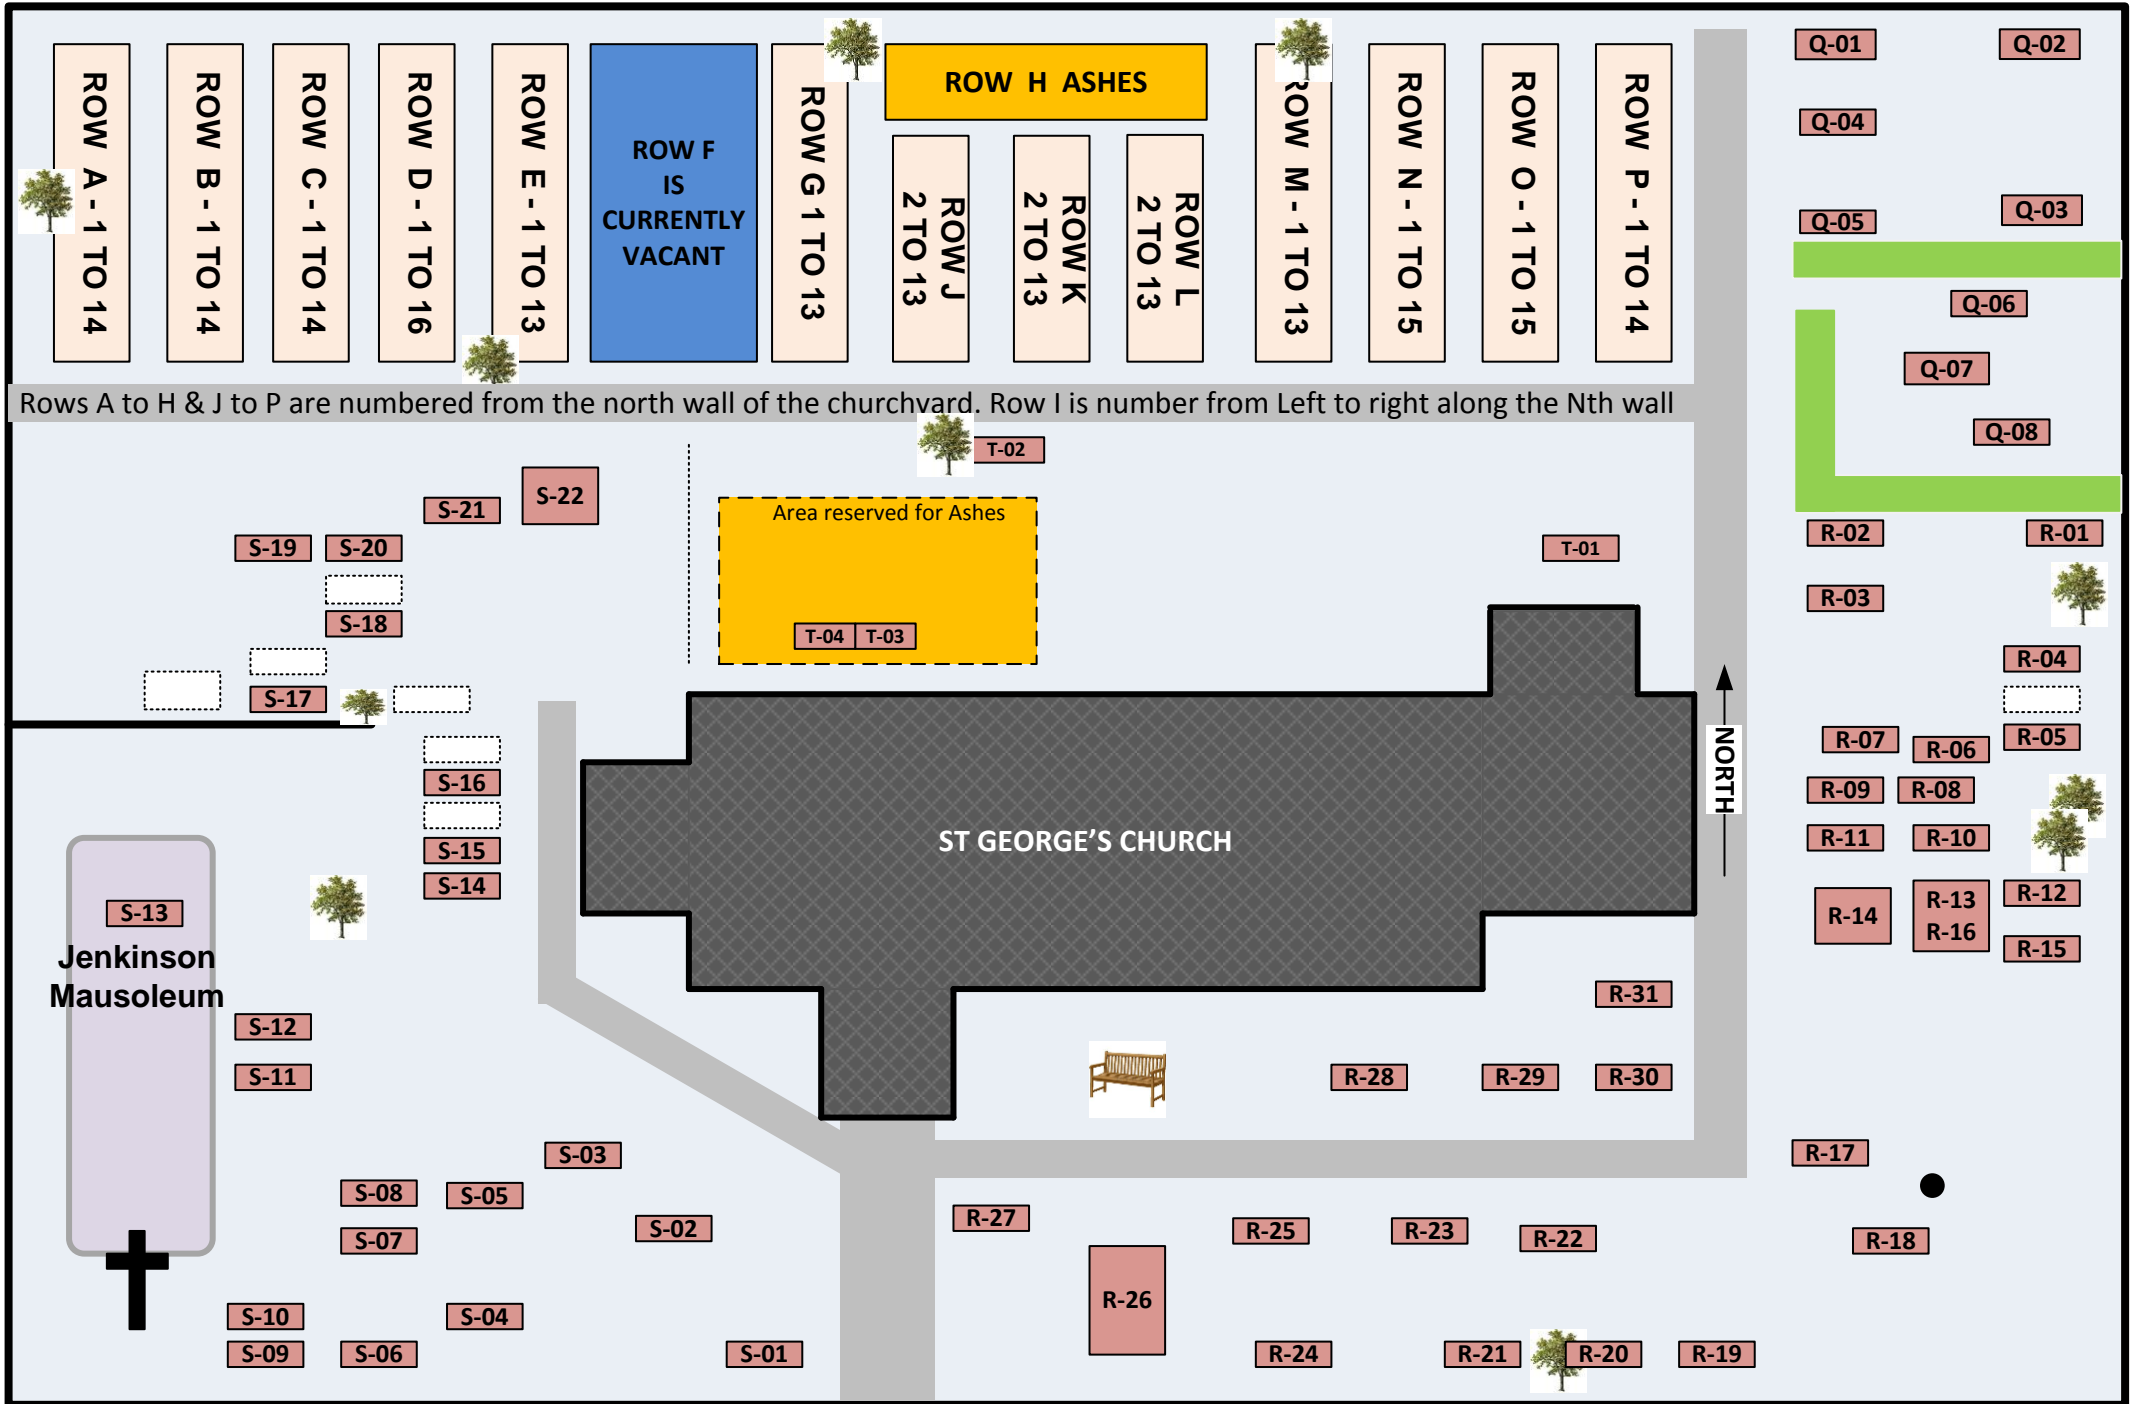 ROW A - 1 TO 14
ROW B - 1 TO 14
ROW C - 1 TO 14
ROW D - 1 TO 16
ROW E - 1 TO 13
ROW F
IS
CURRENTLY
VACANT
ROW G 1 TO 13
ROW H ASHES
ROW J
2 TO 13
ROW K
2 TO 13
ROW L
2 TO 13
ROW M - 1 TO 13
ROW N - 1 TO 15
ROW O - 1 TO 15
ROW P - 1 TO 14
Q-01
Q-02
Q-04
Q-03
Q-05
Q-06
Q-07
Q-08
Rows A to H & J to P are numbered from the north wall of the churchyard. Row I is number from Left to right along the Nth wall
T-02
S-22
S-21
Area reserved for Ashes
S-19
S-20
T-01
R-02
R-01
S-18
T-04
T-03
R-03
R-04
S-17
NORTH
R-07
R-06
R-05
S-16
R-09
R-08
ST GEORGE'S CHURCH
S-15
R-11
R-10
S-14
S-13
R-14
R-13
R-16
R-12
R-15
Jenkinson
Mausoleum
R-31
S-12
S-11
R-28
R-29
R-30
S-03
R-17
S-08
S-05
S-02
S-07
R-27
R-25
R-23
R-22
R-18
R-26
S-10
S-04
S-09
S-06
S-01
R-24
R-21
R-20
R-19